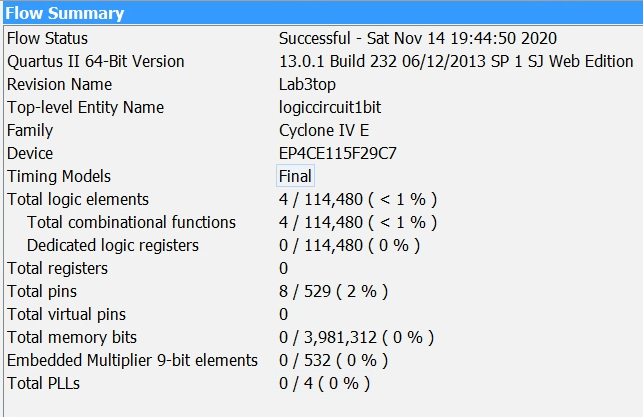 Flow Summary
Flow Status Successful - Sat Nov 14 19:44:50 2020
Quartus II 64-Bit Version 13.0.1 Build 232 06/12/2013 SP 1 SJ Web Edition
Revision Name Lab3top
Top-level Entity Name logiccircuit1bit
Family Cyclone IV E
Device EP4CE115F29C7
Timing Models Final
Total logic elements 4 / 114,480 ( < 1 % )
Total combinational functions 4 / 114,480 ( < 1 % )
Dedicated logic registers 0 / 114,480 ( 0 % )
Total registers 0
Total pins 8 / 529 ( 2 % )
Total virtual pins 0
Total memory bits 0 / 3,981,312 ( 0 % )
Embedded Multiplier 9-bit elements 0 / 532 ( 0 % )
Total PLLs 0 / 4 ( 0 % )